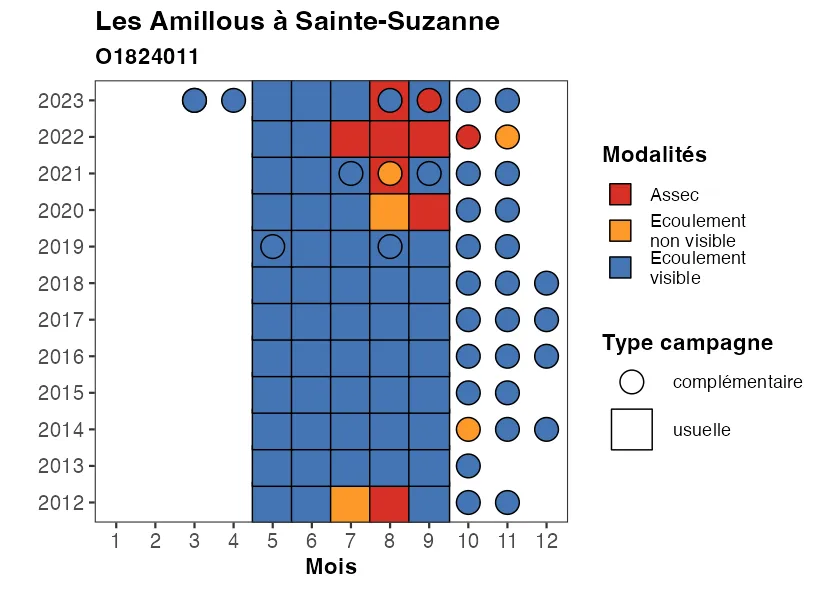 Les Amillous à Sainte-Suzanne
O1824011
2023
2022
2021
2020
2019
2018
2017
2016
2015
2014
2013
2012
1 2 3 4 5 6 7 8 9 10 11 12
Mois
Modalités
Assec
Ecoulement
non visible
Ecoulement
visible
Type campagne
complémentaire
usuelle